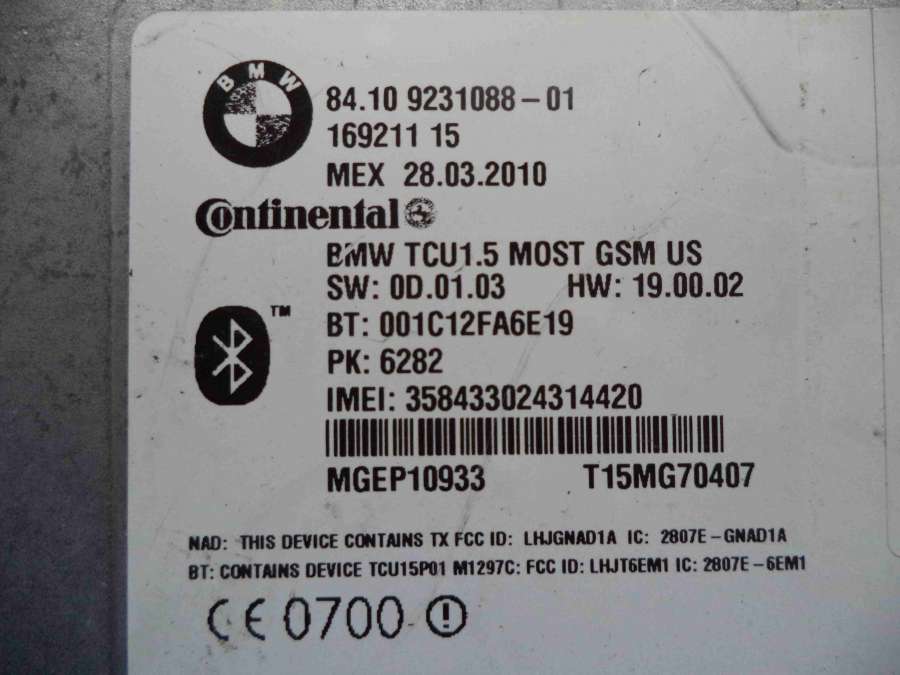 BMW
84.10 9231088-01
169211 15
MEX 28.03.2010
Continental
BMW TCU1.5 MOST GSM US
SW: 0D.01.03 HW: 19.00.02
TM
BT: 001C12FA6E19
PK: 6282
IMEI: 358433024314420
MGEP10933 T15MG70407
NAD: THIS DEVICE CONTAINS TX FCC ID: LHJGNAD1A IC: 2807E-GNAD1A
BT: CONTAINS DEVICE TCU15P01 M1297C: FCC ID: LHJT6EM1 IC: 2807E-6EM1
CE 0700 !